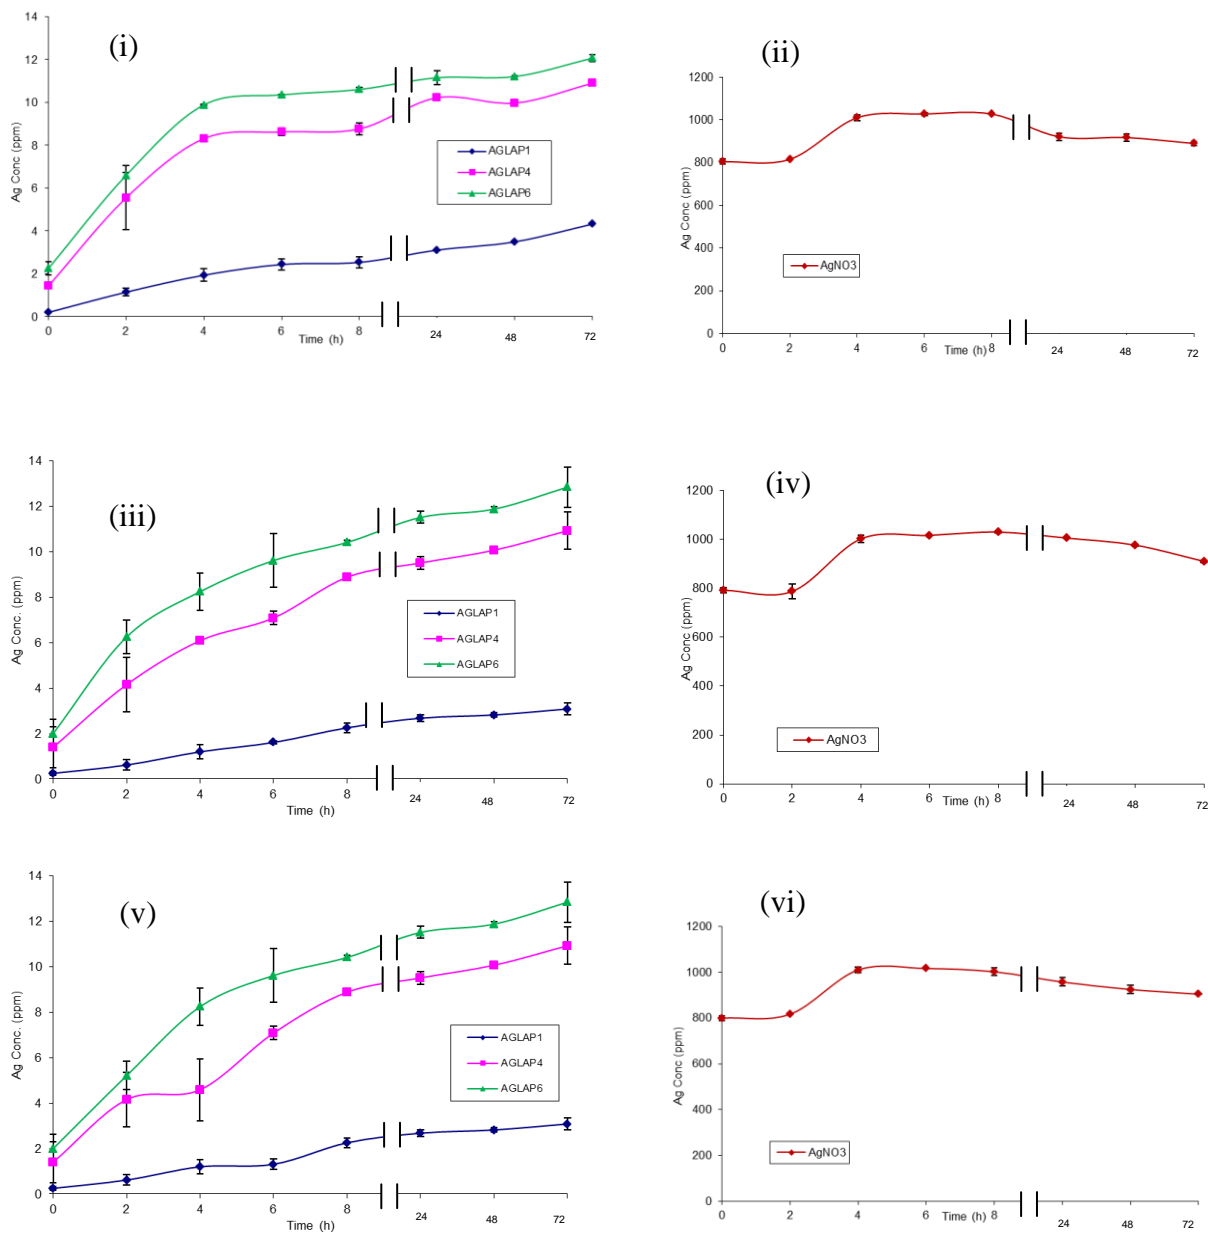 (i)
14
12
10
8
6
4
2
0
Ag Conc (ppm)
AGLAP1
AGLAP4
AGLAP6
0 2 4 6 8 24 48 72
Time (h)
(ii)
1200
1000
800
600
400
200
0
Ag Conc (ppm)
AgNO3
0 2 4 6 8 24 48 72
Time (h)
(iii)
14
12
10
8
6
4
2
0
Ag Conc. (ppm)
AGLAP1
AGLAP4
AGLAP6
0 2 4 6 8 24 48 72
Time (h)
(iv)
1200
1000
800
600
400
200
0
Ag Conc (ppm)
AgNO3
0 2 4 6 8 24 48 72
Time (h)
(v)
14
12
10
8
6
4
2
0
Ag Conc. (ppm)
AGLAP1
AGLAP4
AGLAP6
0 2 4 6 8 24 48 72
Time (h)
(vi)
1200
1000
800
600
400
200
0
Ag Conc (ppm)
AgNO3
0 2 4 6 8 24 48 72
Time (h)